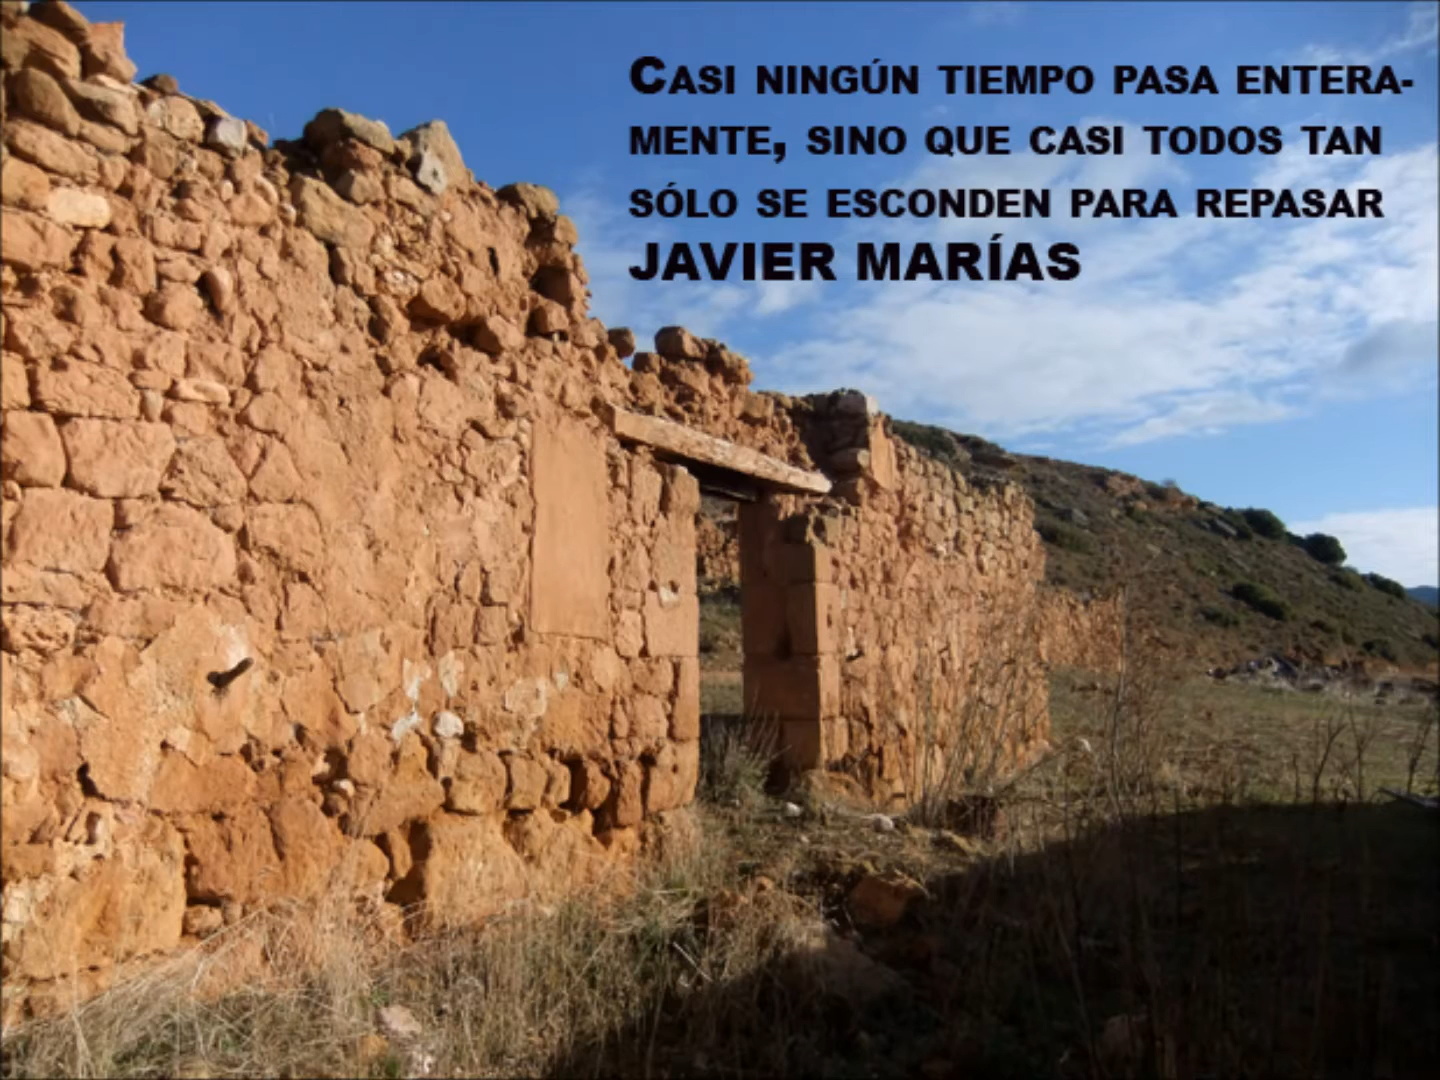 Casi ningún tiempo pasa entera-
mente, sino que casi todos tan
sólo se esconden para repasar
JAVIER MARÍAS